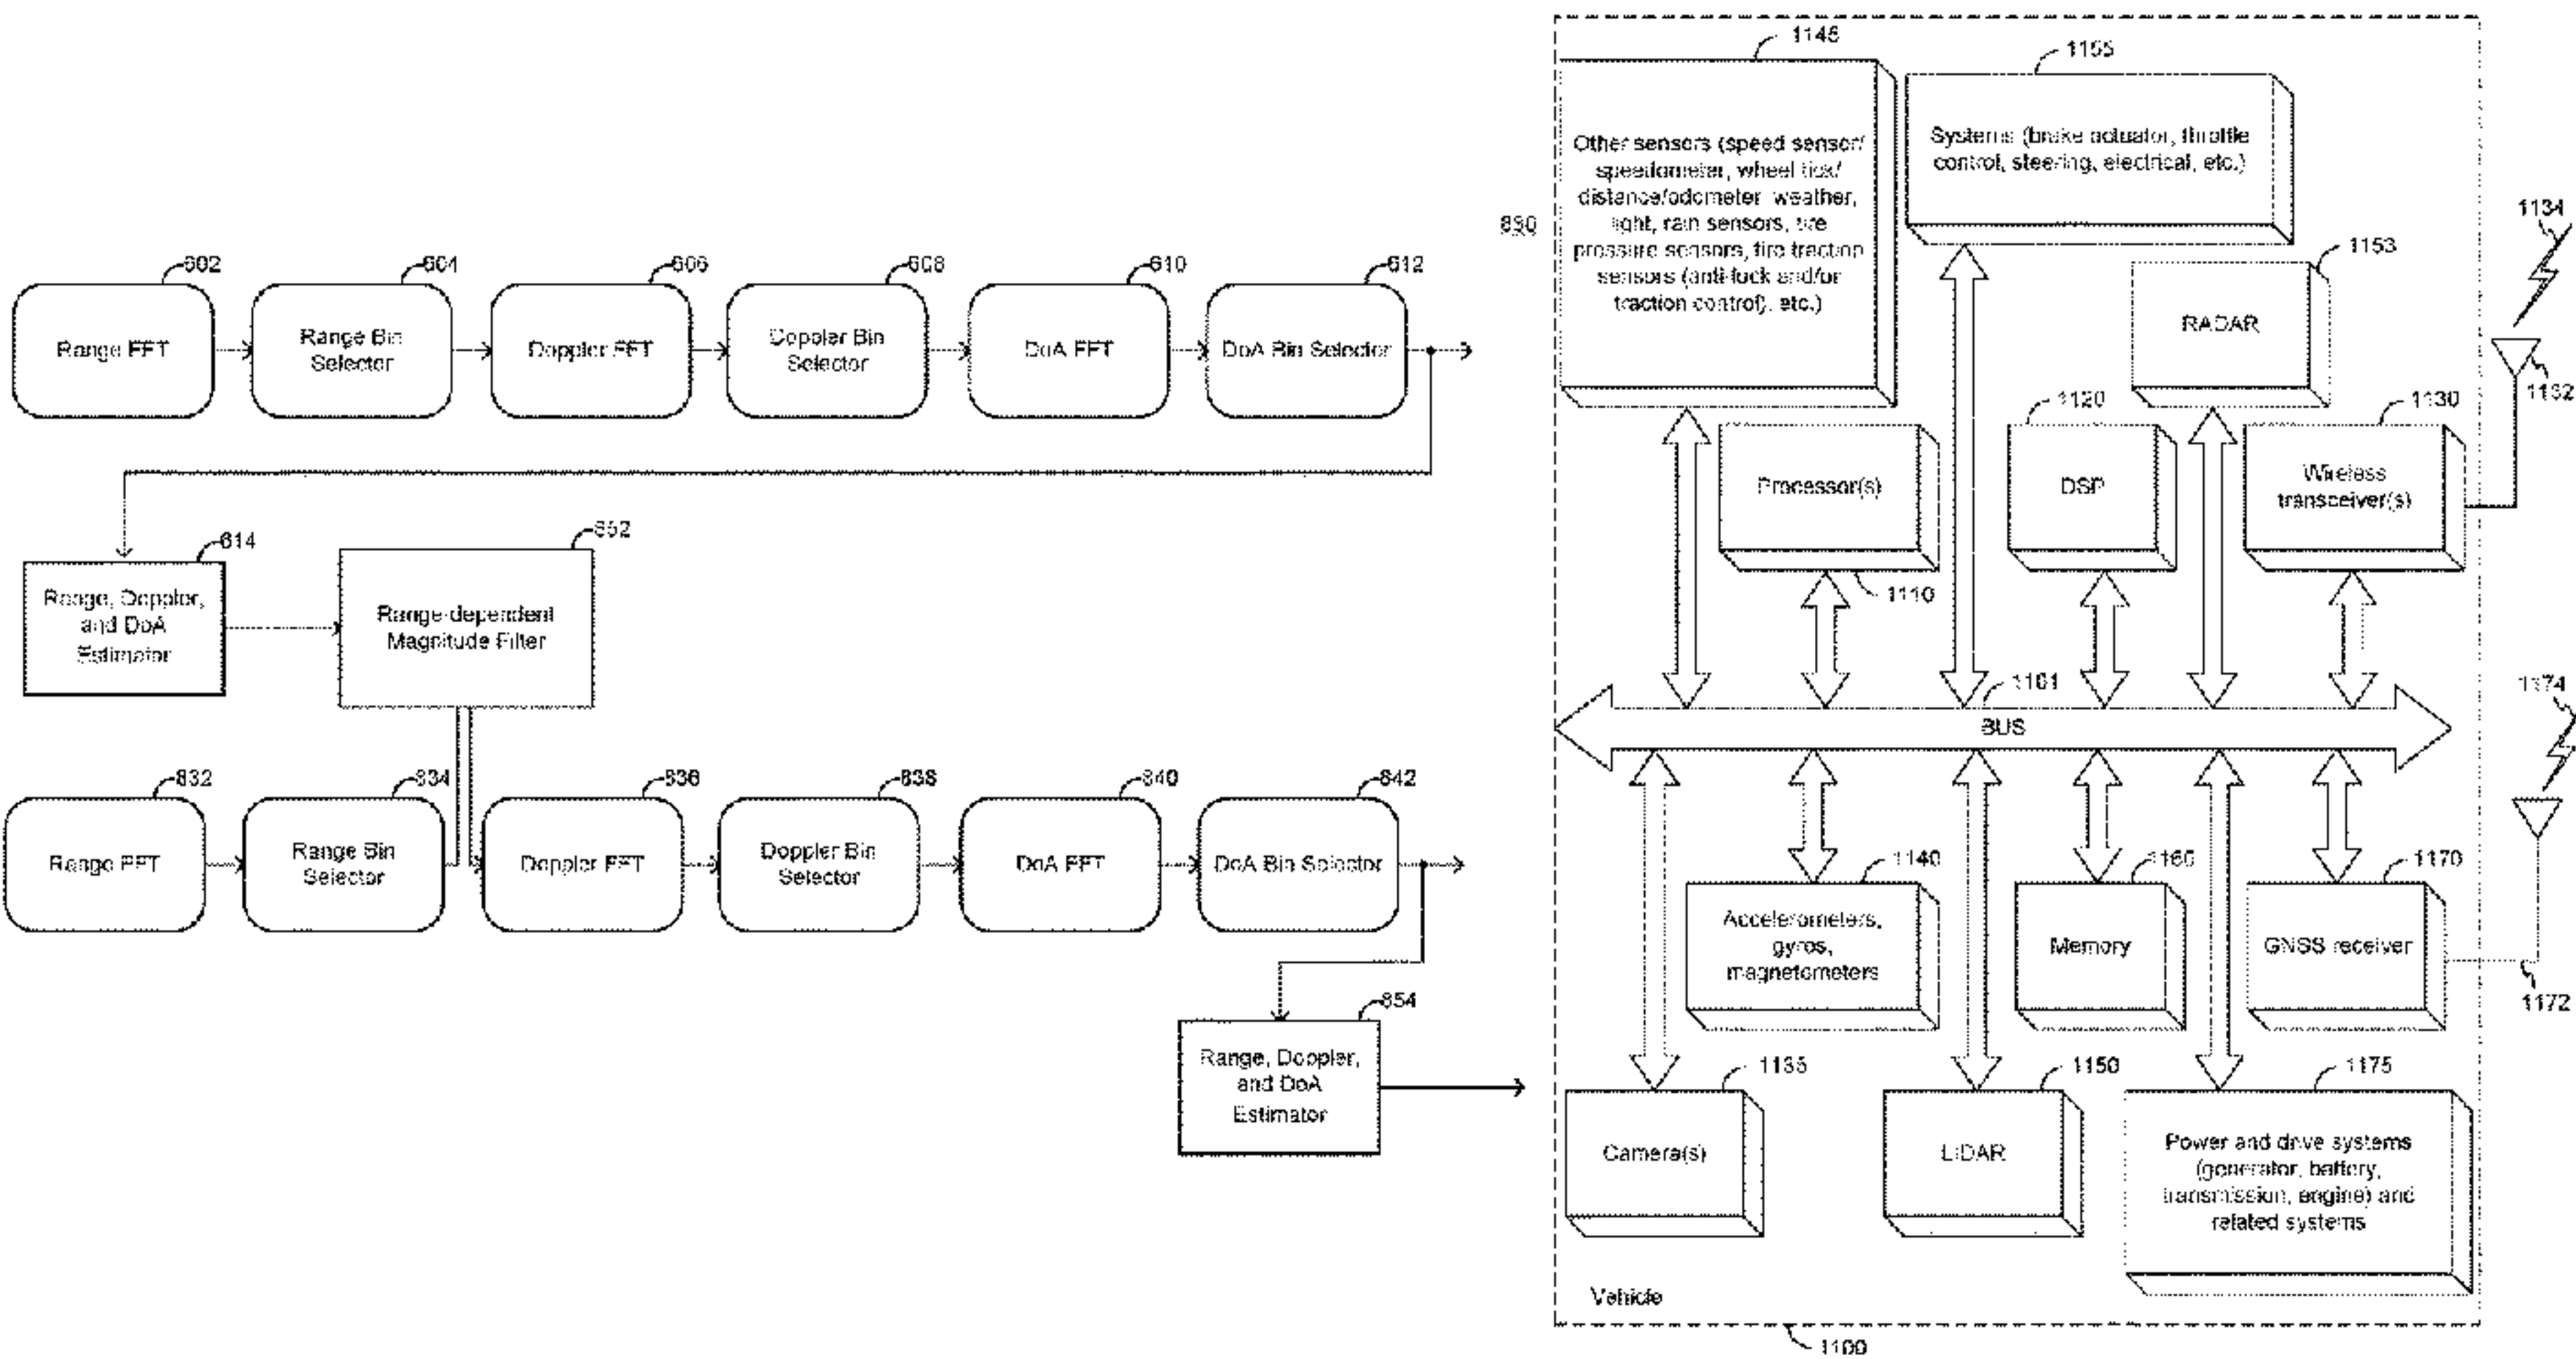 602
604
606
608
610
612
Range FFT
Range Bin
Selector
Doppler FFT
Doppler Bin
Selector
DoA FFT
DoA Bin Selector
614
852
Range, Doppler,
and DoA
Estimator
Range-dependent
Magnitude Filter
832
834
836
838
840
842
Range FFT
Range Bin
Selector
Doppler FFT
Doppler Bin
Selector
DoA FFT
DoA Bin Selector
854
Range, Doppler,
and DoA
Estimator
830
1145
Other sensors (speed sensor/
speedometer, wheel tick/
distance/odometer, weather,
light, rain sensors, tire
pressure sensors, tire traction
sensors (anti-lock and/or
traction control), etc.)
1155
Systems (brake actuator, throttle
control, steering, electrical, etc.)
1153
RADAR
1134
1132
Processor(s)
1110
1120
DSP
1130
Wireless
transceiver(s)
1101
BUS
1174
1140
Accelerometers,
gyros,
magnetometers
1160
Memory
1170
GNSS receiver
1172
1135
Camera(s)
1150
LiDAR
1175
Power and drive systems
(generator, battery,
transmission, engine) and
related systems
Vehicle
1100